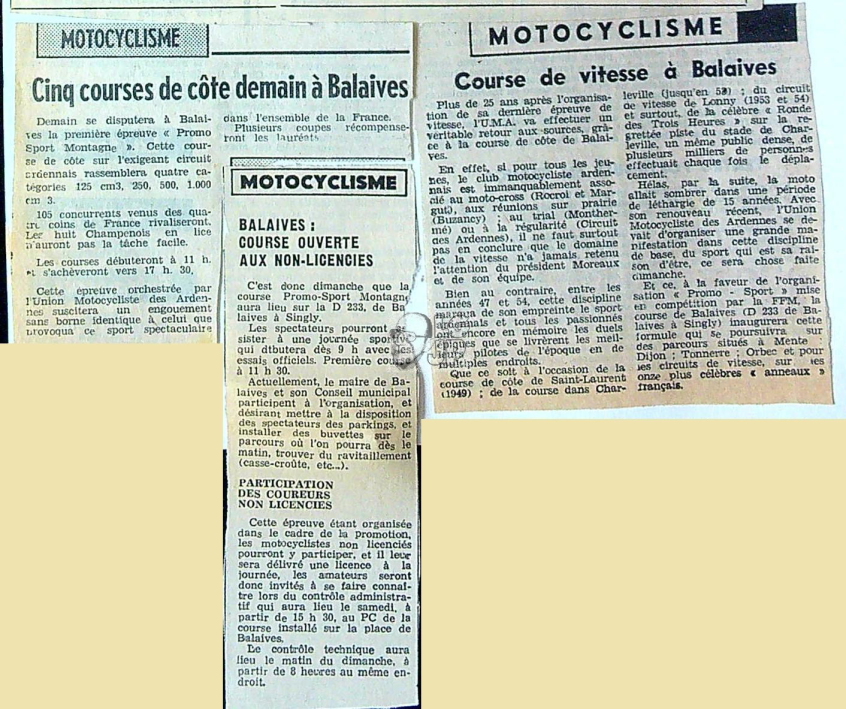 MOTOCYCLISME
Cinq courses de côte demain à Balaives
Demain se disputera à Balai-
ves la première épreuve « Promo
Sport Montagne ». Cette cour-
se de côte sur l'exigeant circuit
ardennais rassemblera quatre ca-
tégories 125 cm3, 250, 500, 1.000
cm 3.
105 concurrents venus des qua-
tre coins de France rivaliseront.
Les huit Champenois en lice
n'auront pas la tâche facile.
Les courses débuteront à 11 h.
et s'achèveront vers 17 h. 30.
Cette épreuve orchestrée par
l'Union Motocycliste des Arden-
nes suscitera un engouement
sans borne identique à celui que
provoqua ce sport spectaculaire
dans l'ensemble de la France.
Plusieurs coupes récompense-
ront les lauréats.
MOTOCYCLISME
BALAIVES :
COURSE OUVERTE
AUX NON-LICENCIES
C'est donc dimanche que la
course Promo-Sport Montagne
aura lieu sur la D 233, de Ba
laives à Singly.
Les spectateurs pourront
sister à une journée sportive
qui dtbutera dès 9 h avec les
essais officiels. Première course
à 11 h 30.
Actuellement, le maire de Ba-
laives et son Conseil municipal
participent à l'organisation, et
désirant mettre à la disposition
des spectateurs des parkings, et
installer des buvettes sur le
parcours où l'on pourra dès le
matin, trouver du ravitaillement
(casse-croûte, etc...).
PARTICIPATION
DES COUREURS
NON LICENCIES
Cette épreuve étant organisée
dans le cadre de la promotion,
les motocyclistes non licenciés
pourront y participer, et il leur
sera délivré une licence à la
journée, les amateurs seront
donc invités à se faire connaî-
tre lors du contrôle administra-
tif qui aura lieu le samedi, à
partir de 15 h 30, au PC de la
course installé sur la place de
Balaives.
Le contrôle technique aura
lieu le matin du dimanche, à
partir de 8 heures au même en-
droit.
MOTOCYCLISME
Course de vitesse à Balaives
Plus de 25 ans après l'organisa-
tion de sa dernière épreuve de
vitesse, l'U.M.A. va effectuer un
véritable retour aux sources, grâ-
ce à la course de côte de Balai-
ves.
En effet, si pour tous les jeu-
nes, le club motocycliste arden-
nais est immanquablement asso-
cié au moto-cross (Rocroi et Mar-
gut), aux réunions sur prairie
(Buzancy) ; au trial (Monther-
mé) ou à la régularité (Circuit
des Ardennes), il ne faut surtout
pas en conclure que le domaine
de la vitesse n'a jamais retenu
l'attention du président Moreaux
et de son équipe.
Bien au contraire, entre les
années 47 et 54, cette discipline
marqua de son empreinte le sport
ardennais et tous les passionnés
ont encore en mémoire les duels
épiques que se livrèrent les meil-
leurs pilotes de l'époque en de
multiples endroits.
Que ce soit à l'occasion de la
course de côte de Saint-Laurent
(1949) ; de la course dans Char-
leville (jusqu'en 53) ; du circuit
de vitesse de Lonny (1953 et 54)
et surtout, de la célèbre « Ronde
des Trois Heures » sur la re-
grettée piste du stade de Char-
leville, un même public dense, de
plusieurs milliers de personnes
effectuait chaque fois le dépla-
cement.
Hélas, par la suite, la moto
allait sombrer dans une période
de léthargie de 15 années. Avec
son renouveau récent, l'Union
Motocycliste des Ardennes se de-
vait d'organiser une grande ma-
nifestation dans cette discipline
de base, du sport qui est sa rai-
son d'être, ce sera chose faite
dimanche.
Et ce, à la faveur de l'organi-
sation « Promo - Sport » mise
en compétition par la FFM, la
course de Balaives (D 233 de Ba-
laives à Singly) inaugurera cette
formule qui se poursuivra sur
des parcours situés à Mente ;
Dijon ; Tonnerre ; Orbec et pour
les circuits de vitesse, sur les
onze plus célèbres « anneaux »
français.